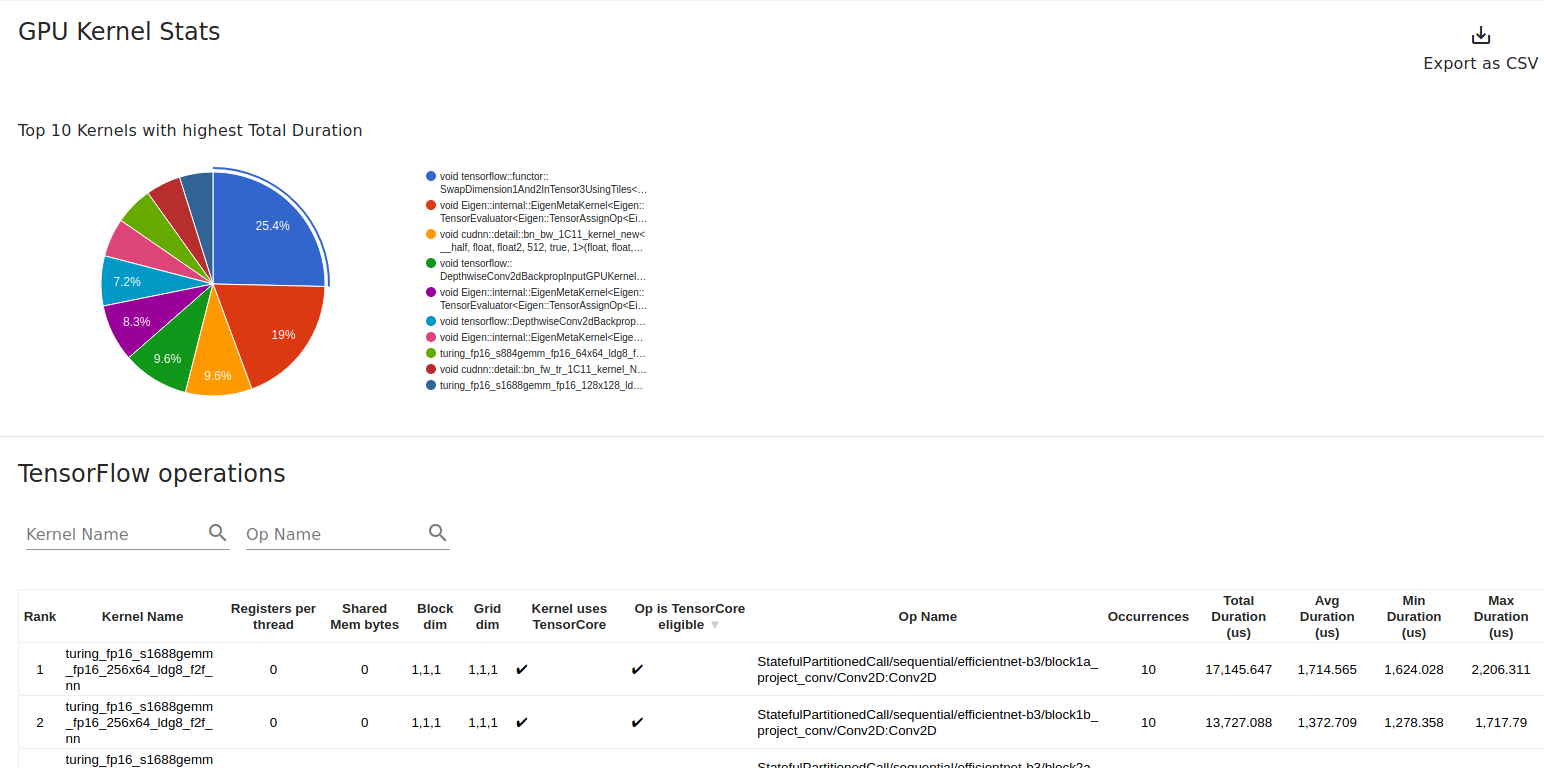 GPU Kernel Stats
Export as CSV
Top 10 Kernels with highest Total Duration
25.4%
19%
9.6%
9.6%
8.3%
7.2%
void tensorflow::functor::
SwapDimension1And2InTensor3UsingTiles<...
void Eigen::internal::EigenMetaKernel<Eigen::
TensorEvaluator<Eigen::TensorAssignOp<Ei...
void cudnn::detail::bn_bw_1C11_kernel_new<
__half, float, float2, 512, true, 1>(float, float,...
void tensorflow::
DepthwiseConv2dBackpropInputGPUKernel...
void Eigen::internal::EigenMetaKernel<Eigen::
TensorEvaluator<Eigen::TensorAssignOp<Ei...
void tensorflow::DepthwiseConv2dBackprop...
void Eigen::internal::EigenMetaKernel<Eige...
turing_fp16_s884gemm_fp16_64x64_ldg8_f...
void cudnn::detail::bn_fw_tr_1C11_kernel_N...
turing_fp16_s1688gemm_fp16_128x128_ld...
TensorFlow operations
Kernel Name
Op Name
Rank Kernel Name Registers per thread Shared Mem bytes Block dim Grid dim Kernel uses TensorCore Op is TensorCore eligible ▼ Op Name Occurrences Total Duration (us) Avg Duration (us) Min Duration (us) Max Duration (us)
1 turing_fp16_s1688gemm_fp16_256x64_ldg8_f2f_nn 0 0 1,1,1 1,1,1 ✔ ✔ StatefulPartitionedCall/sequential/efficientnet-b3/block1a_project_conv/Conv2D:Conv2D 10 17,145.647 1,714.565 1,624.028 2,206.311
2 turing_fp16_s1688gemm_fp16_256x64_ldg8_f2f_nn 0 0 1,1,1 1,1,1 ✔ ✔ StatefulPartitionedCall/sequential/efficientnet-b3/block1b_project_conv/Conv2D:Conv2D 10 13,727.088 1,372.709 1,278.358 1,717.79
turing_fp16_s1688gemm StatefulPartitionedCall/sequential/efficientnet-b3/block2a_